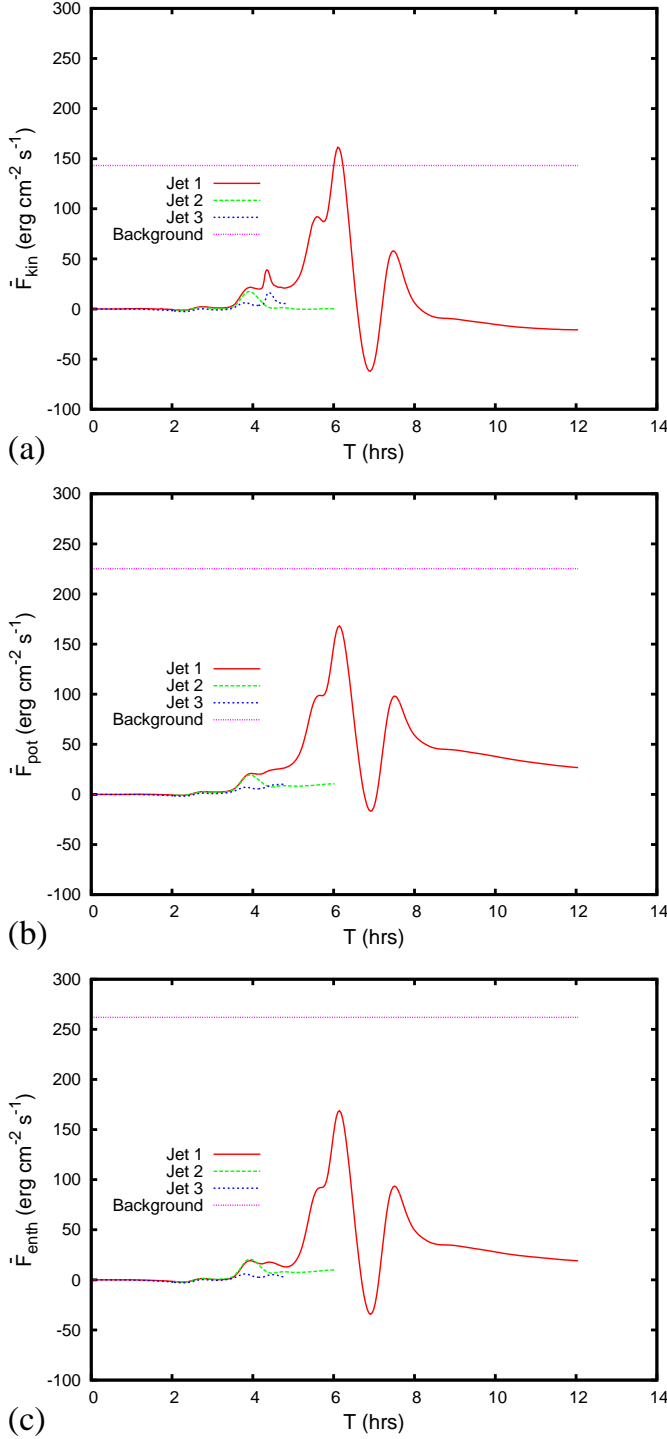 300
250
200
150
100
50
0
-50
-100
F̄kin (erg cm-2 s-1)
Jet 1
Jet 2
Jet 3
Background
0 2 4 6 8 10 12 14
T (hrs)
(a)
300
250
200
150
100
50
0
-50
-100
F̄pot (erg cm-2 s-1)
Jet 1
Jet 2
Jet 3
Background
0 2 4 6 8 10 12 14
T (hrs)
(b)
300
250
200
150
100
50
0
-50
-100
F̄enth (erg cm-2 s-1)
Jet 1
Jet 2
Jet 3
Background
0 2 4 6 8 10 12 14
T (hrs)
(c)